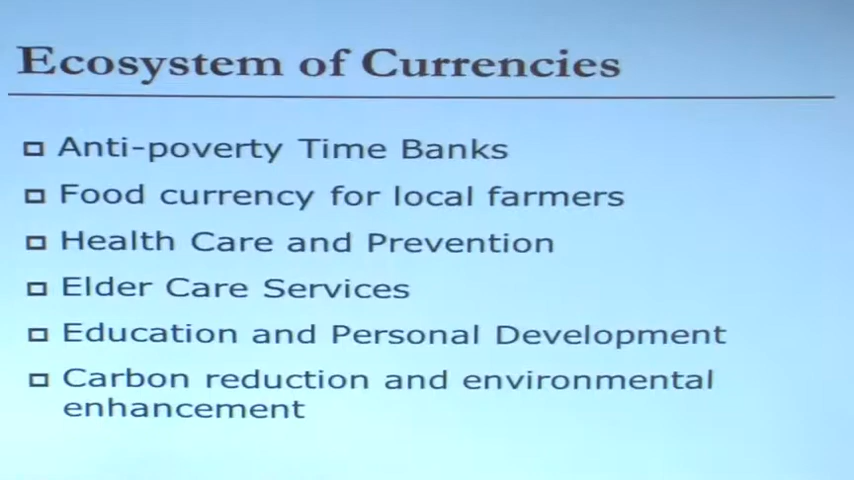 Ecosystem of Currencies
Anti-poverty Time Banks
Food currency for local farmers
Health Care and Prevention
Elder Care Services
Education and Personal Development
Carbon reduction and environmental
enhancement